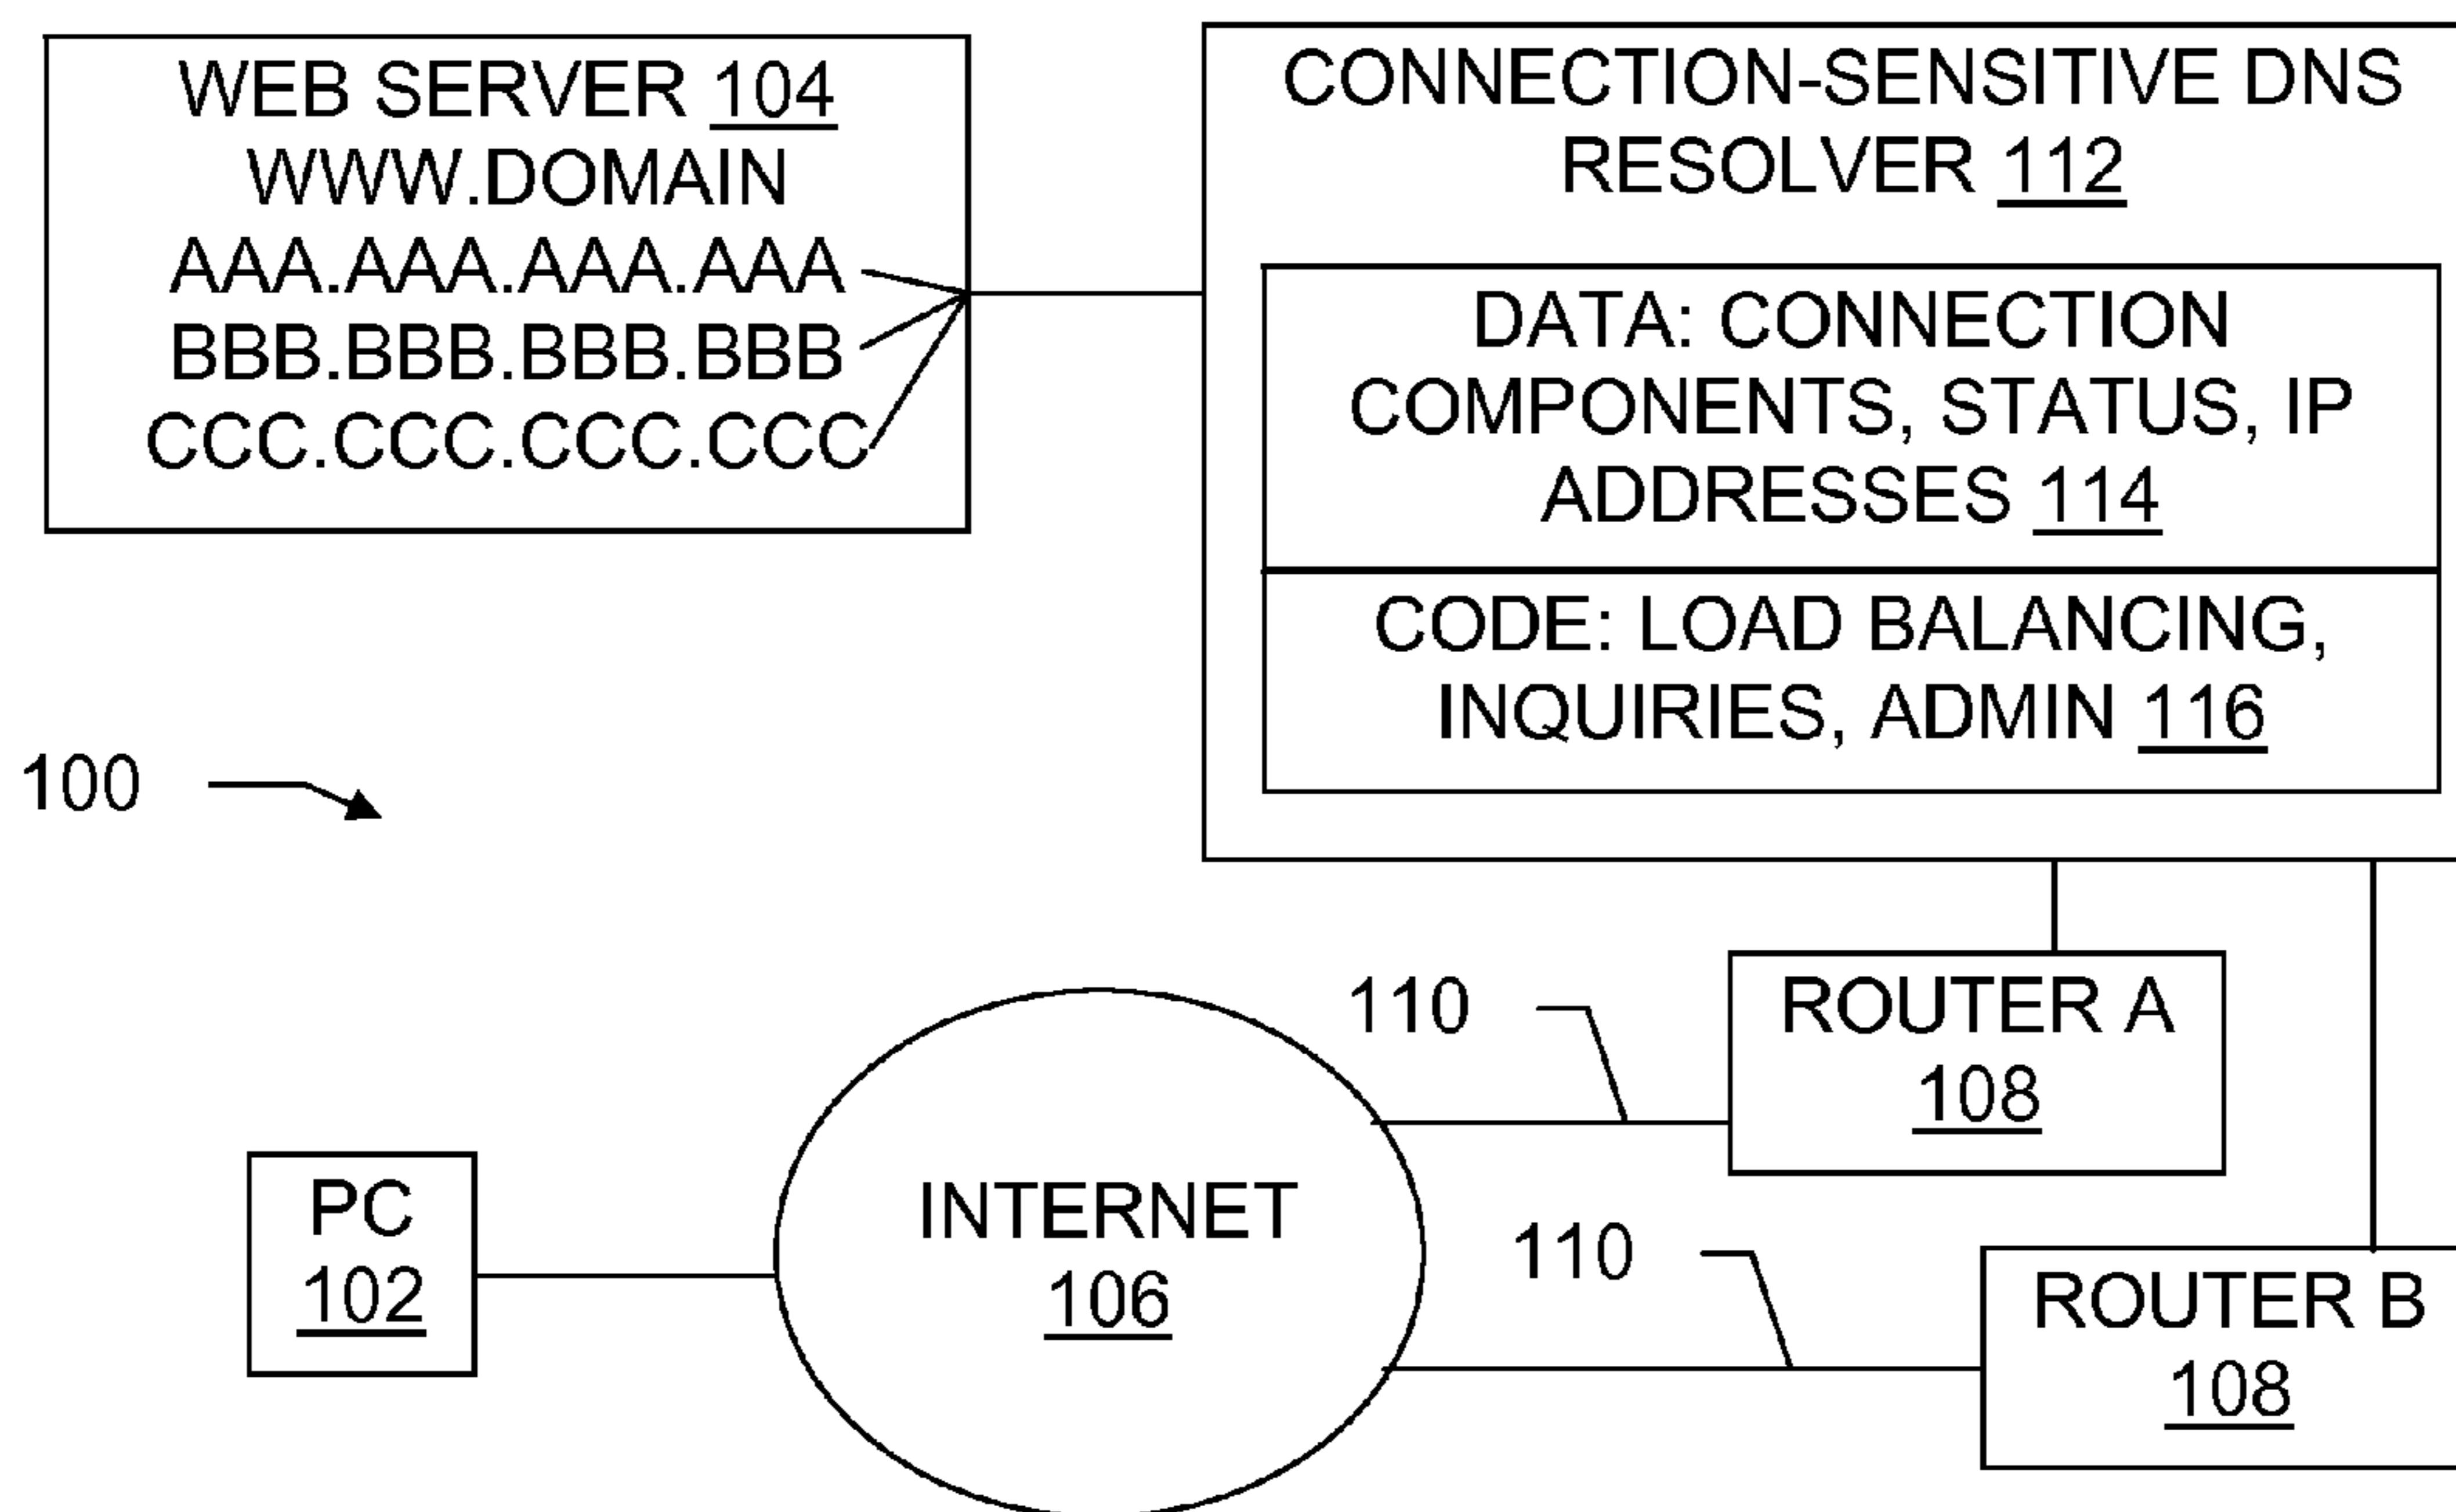 WEB SERVER 104
WWW.DOMAIN
AAA.AAA.AAA.AAA
BBB.BBB.BBB.BBB
CCC.CCC.CCC.CCC
CONNECTION-SENSITIVE DNS
RESOLVER 112
DATA: CONNECTION
COMPONENTS, STATUS, IP
ADDRESSES 114
CODE: LOAD BALANCING,
INQUIRIES, ADMIN 116
100
110
ROUTER A
108
PC
102
INTERNET
106
110
ROUTER B
108